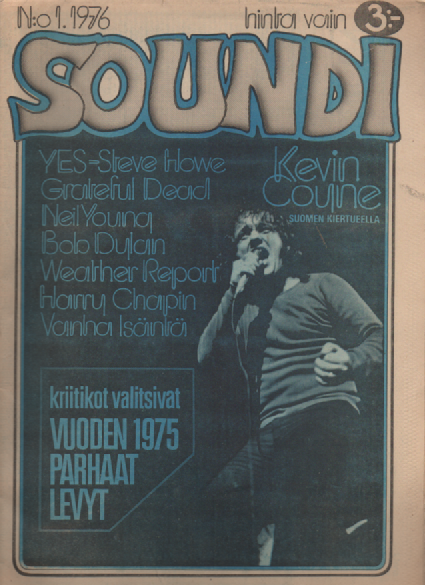 N:o 1. 1976
hinta vain 3:-
SOUNDI
YES-Steve Howe
Grateful Dead
Neil Young
Bob Dylan
Weather Report
Harry Chapin
Vanha Isäntä
Kevin
Coyne
SUOMEN KIERTUEELLA
kriitikot valitsivat
VUODEN 1975
PARHAAT
LEVYT